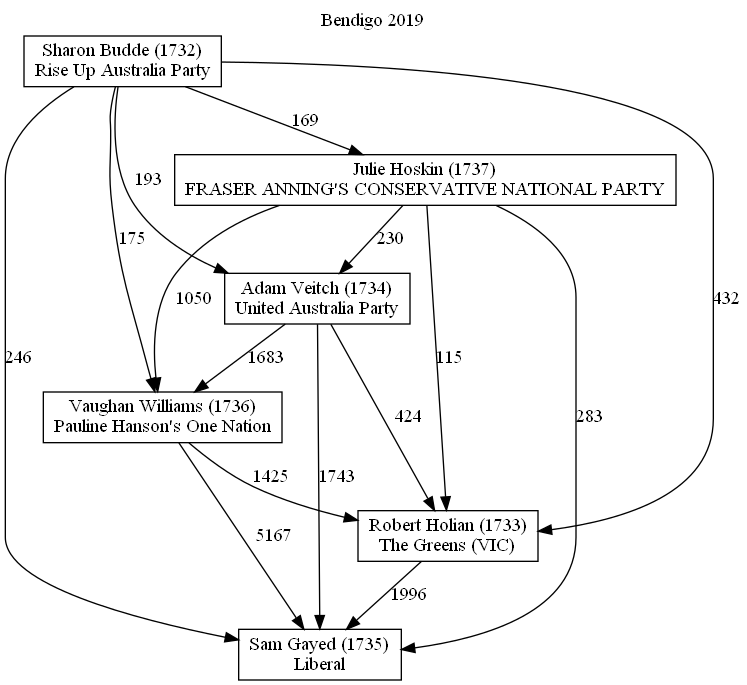 Bendigo 2019
Sharon Budde (1732)
Rise Up Australia Party
169
Julie Hoskin (1737)
FRASER ANNING'S CONSERVATIVE NATIONAL PARTY
193
175
230
1050
Adam Veitch (1734)
United Australia Party
432
246
1683
115
Vaughan Williams (1736)
Pauline Hanson's One Nation
424
283
1425
1743
Robert Holian (1733)
The Greens (VIC)
5167
1996
Sam Gayed (1735)
Liberal